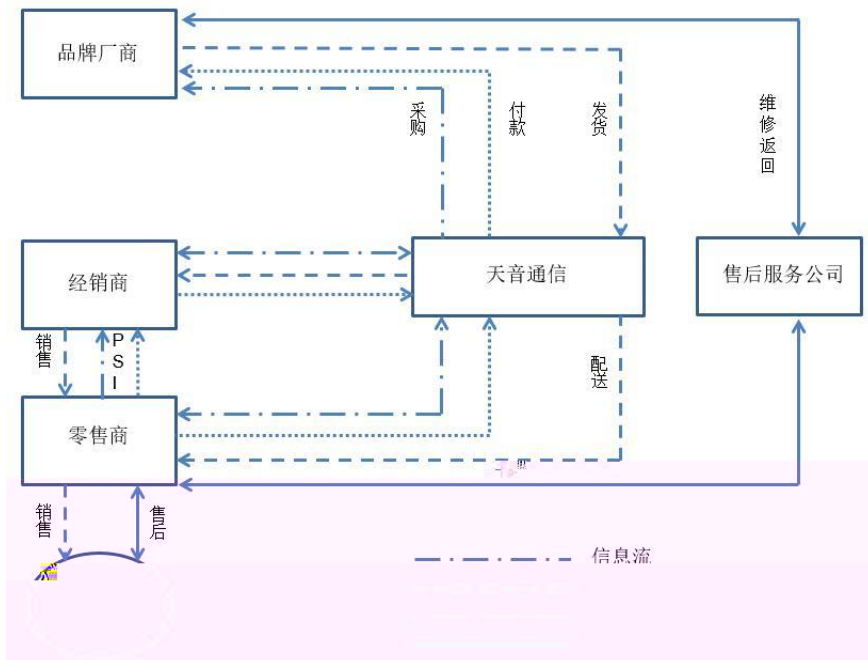 品牌厂商
采购
付款
发货
维修返回
经销商
天音通信
售后服务公司
销售
PSI
配送
零售商
销售
售后
信息流